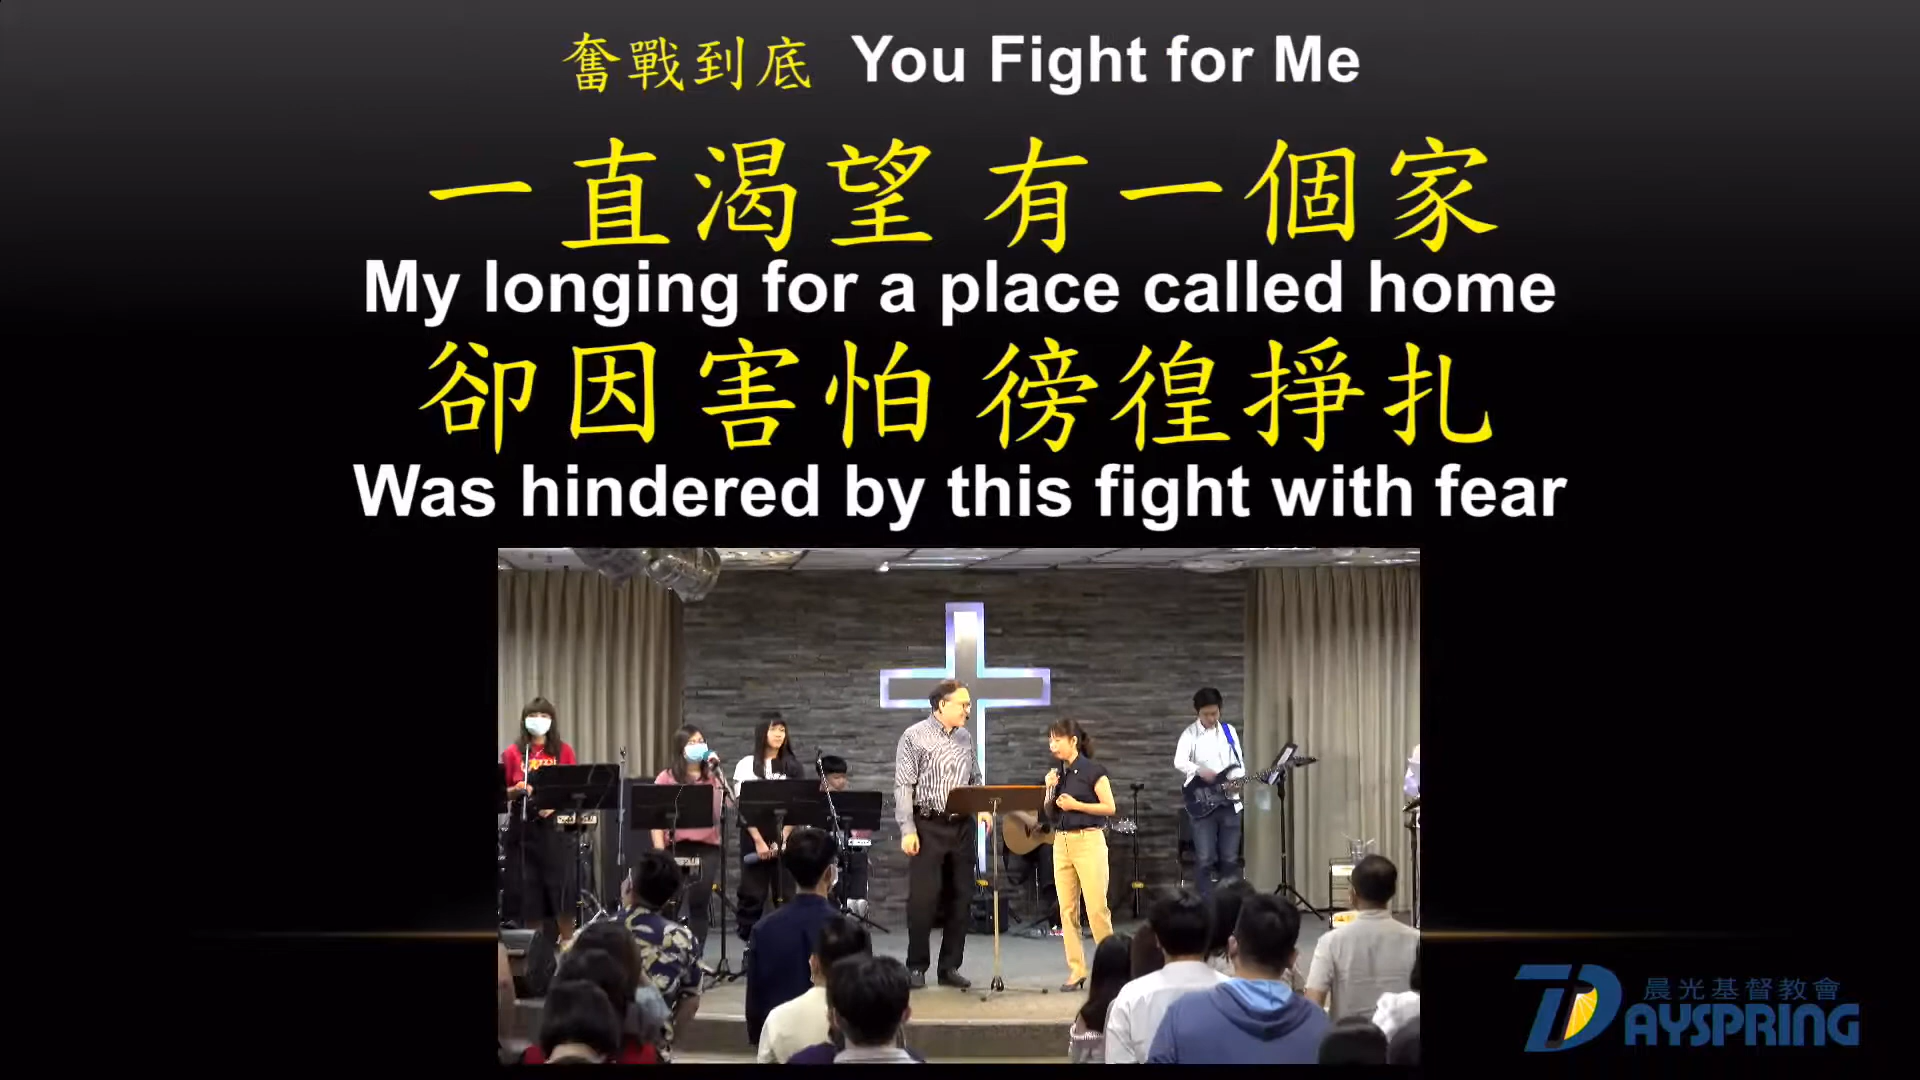 奮戰到底 You Fight for Me
一直渴望 有一個家
My longing for a place called home
卻因害怕 徬徨掙扎
Was hindered by this fight with fear
晨光基督教會
DAYSPRING